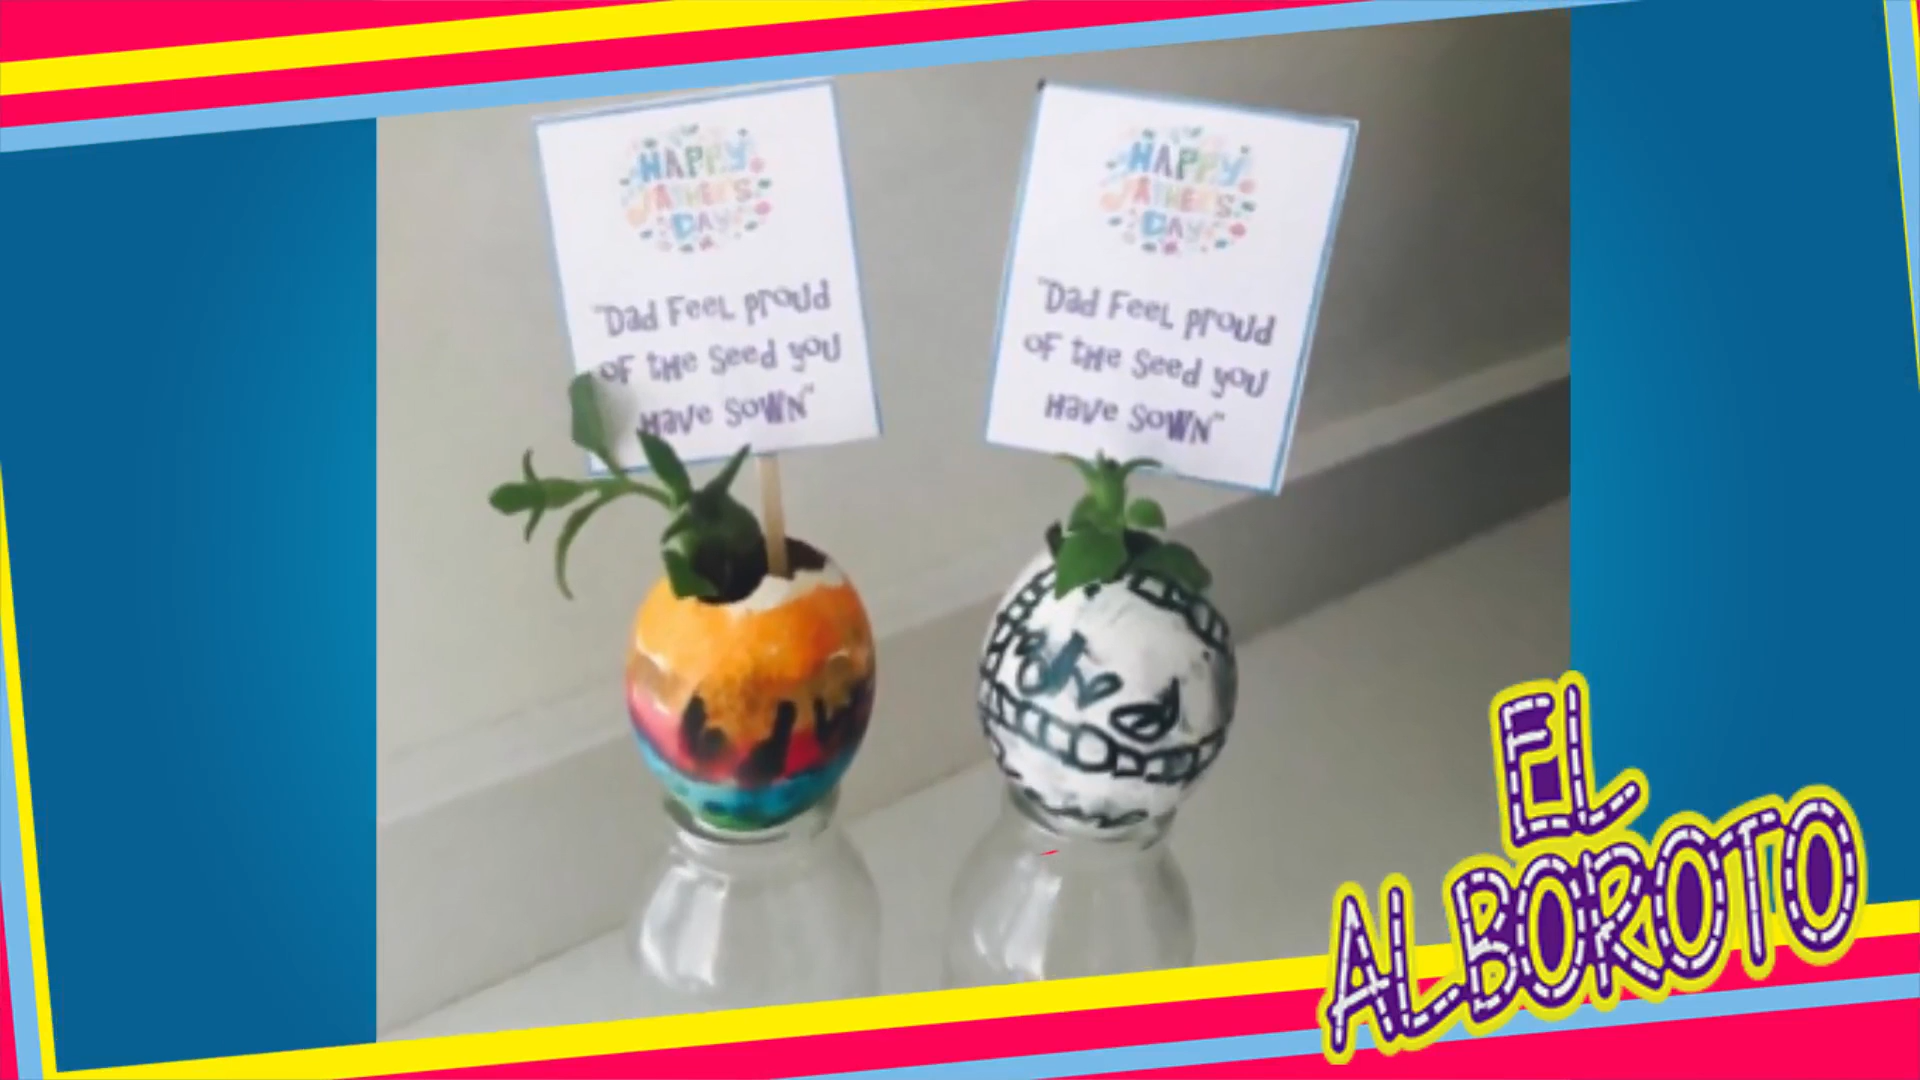 HAPPY
FATHER'S
DAY
"Dad Feel proud
of the seed you
have sown"
HAPPY
FATHER'S
DAY
"Dad Feel proud
of the seed you
have sown"
EL
ALBOROTO